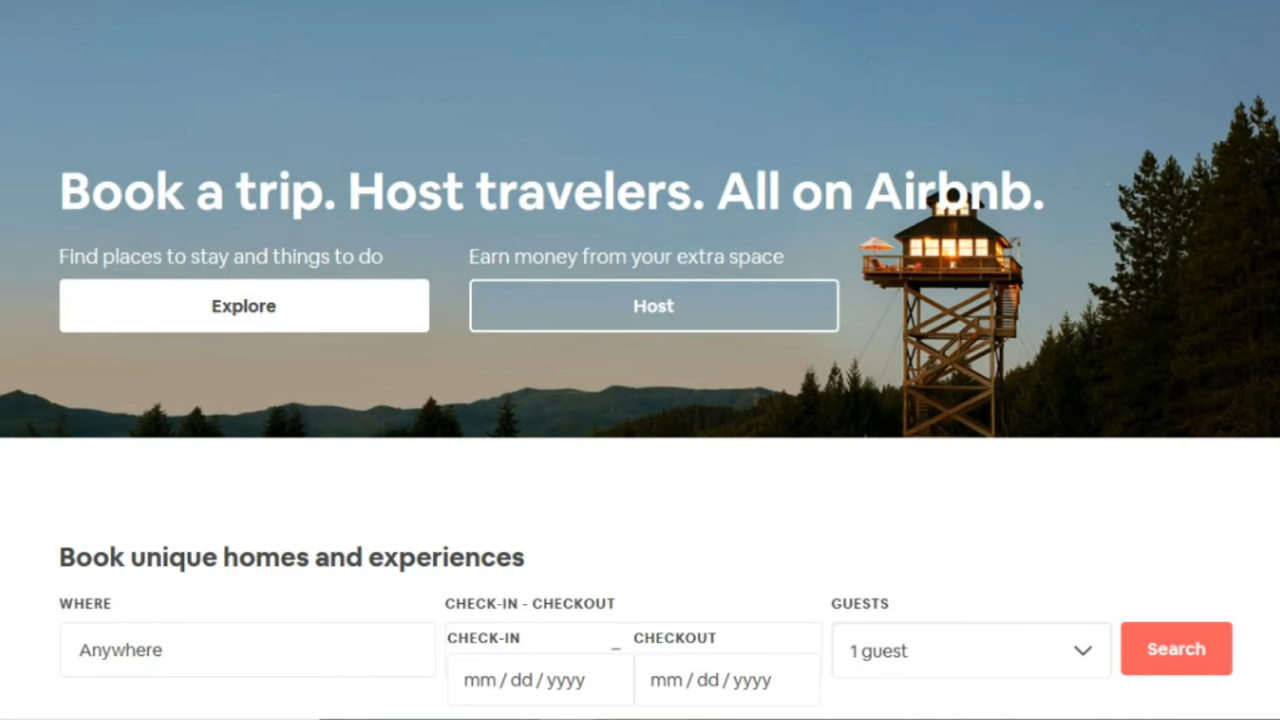 Book a trip. Host travelers. All on Airbnb.
Find places to stay and things to do
Earn money from your extra space
Explore
Host
Book unique homes and experiences
WHERE
CHECK-IN - CHECKOUT
GUESTS
Anywhere
CHECK-IN
–
CHECKOUT
mm / dd / yyyy
mm / dd / yyyy
1 guest
Search